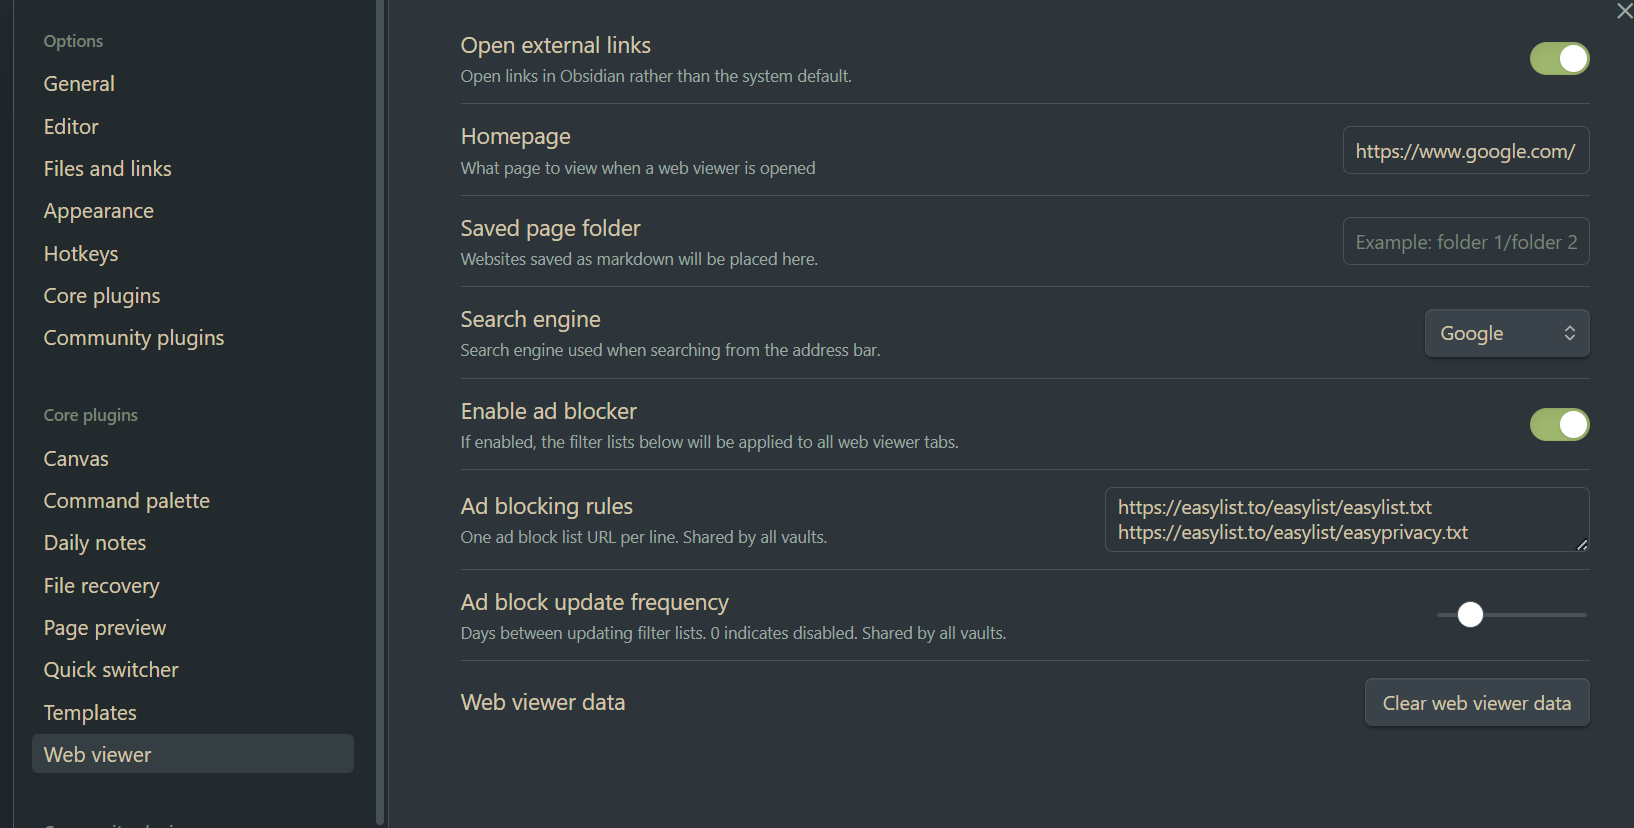 Options
General
Editor
Files and links
Appearance
Hotkeys
Core plugins
Community plugins
Core plugins
Canvas
Command palette
Daily notes
File recovery
Page preview
Quick switcher
Templates
Web viewer
Open external links
Open links in Obsidian rather than the system default.
Homepage
What page to view when a web viewer is opened
https://www.google.com/
Saved page folder
Websites saved as markdown will be placed here.
Example: folder 1/folder 2
Search engine
Search engine used when searching from the address bar.
Google
Enable ad blocker
If enabled, the filter lists below will be applied to all web viewer tabs.
Ad blocking rules
One ad block list URL per line. Shared by all vaults.
https://easylist.to/easylist/easylist.txt
https://easylist.to/easylist/easyprivacy.txt
Ad block update frequency
Days between updating filter lists. 0 indicates disabled. Shared by all vaults.
Web viewer data
Clear web viewer data